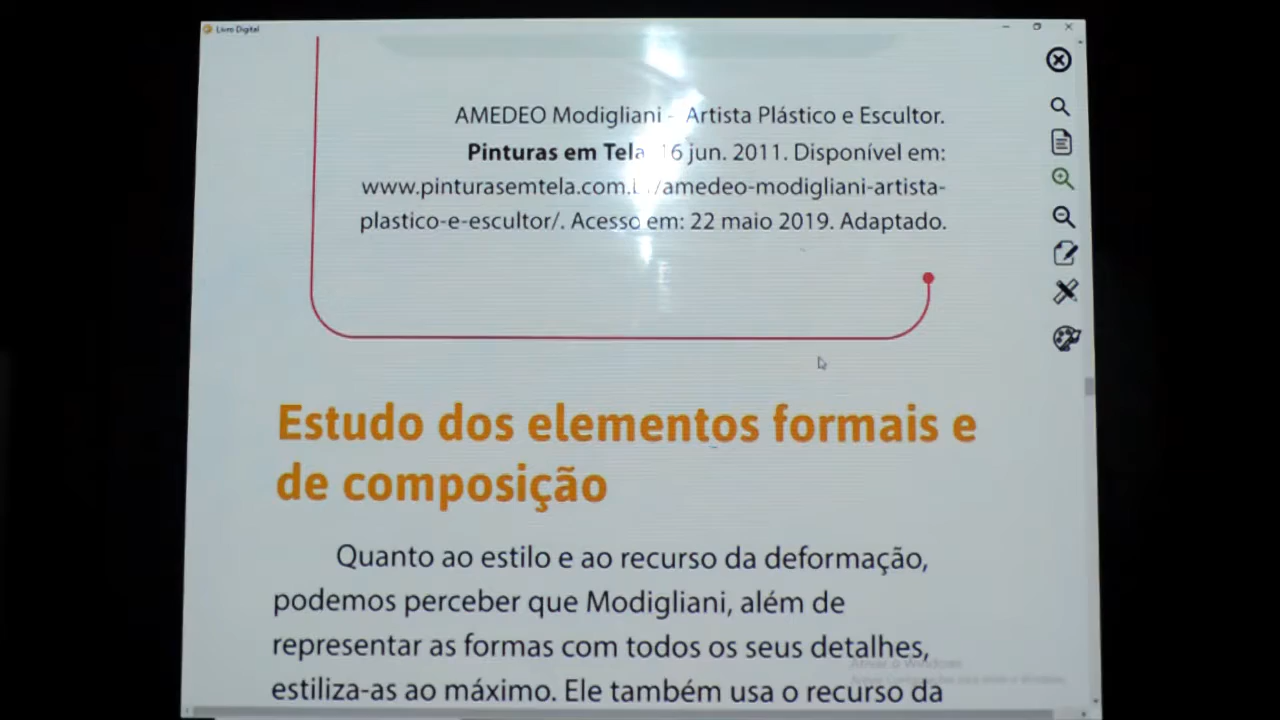 Livro Digital
AMEDEO Modigliani - Artista Plástico e Escultor.
Pinturas em Tela 16 jun. 2011. Disponível em:
www.pinturasemtela.com. /amedeo-modigliani-artista-
plastico-e-escultor/. Acesso em: 22 maio 2019. Adaptado.
Estudo dos elementos formais e
de composição
Quanto ao estilo e ao recurso da deformação,
podemos perceber que Modigliani, além de
representar as formas com todos os seus detalhes,
Ativar o Windows
estiliza-as ao máximo. Ele também usa o recurso da